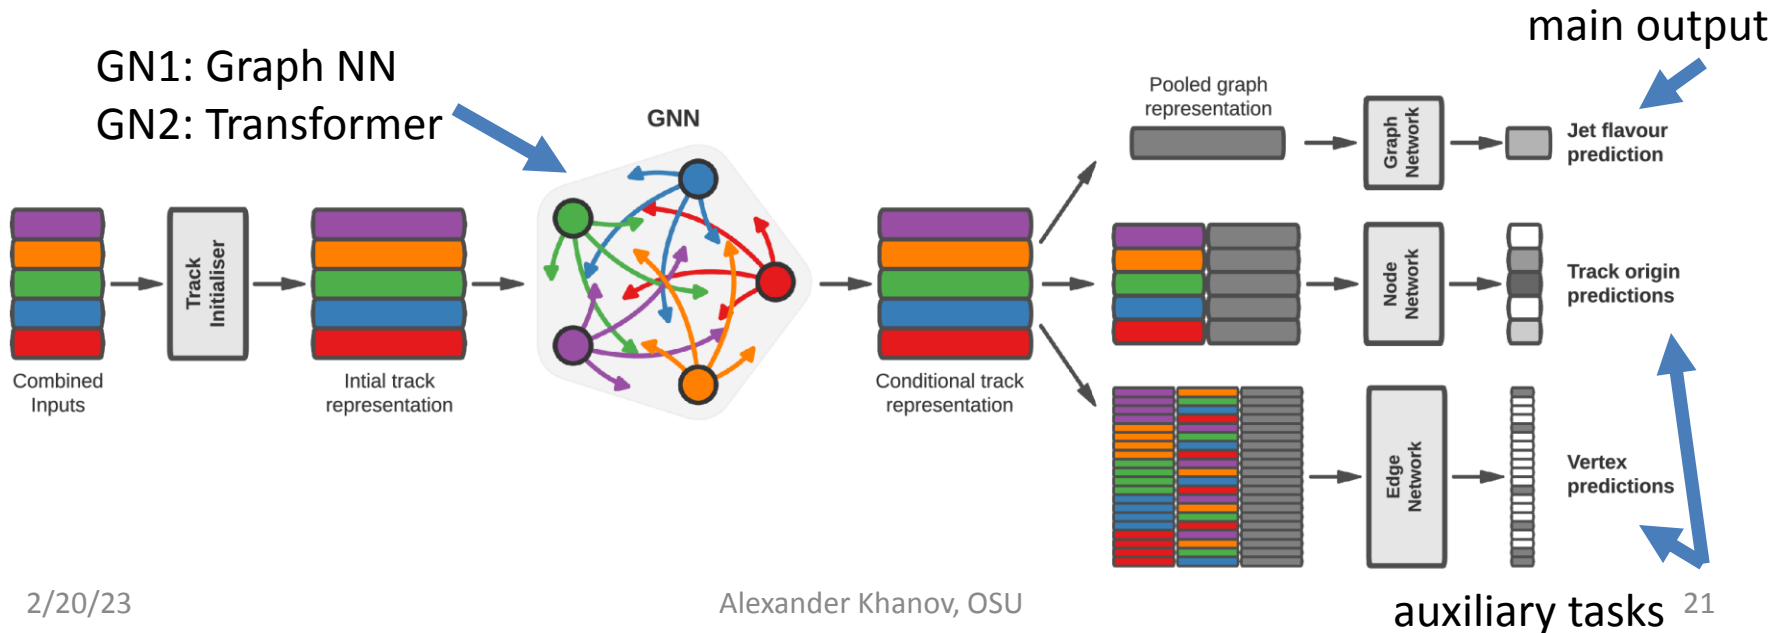 main output
GN1: Graph NN
GN2: Transformer
GNN
Pooled graph
representation
Graph
Network
Jet flavour
prediction
Track
Initialiser
Node
Network
Track origin
predictions
Combined
Inputs
Intial track
representation
Conditional track
representation
Edge
Network
Vertex
predictions
2/20/23
Alexander Khanov, OSU
auxiliary tasks
21